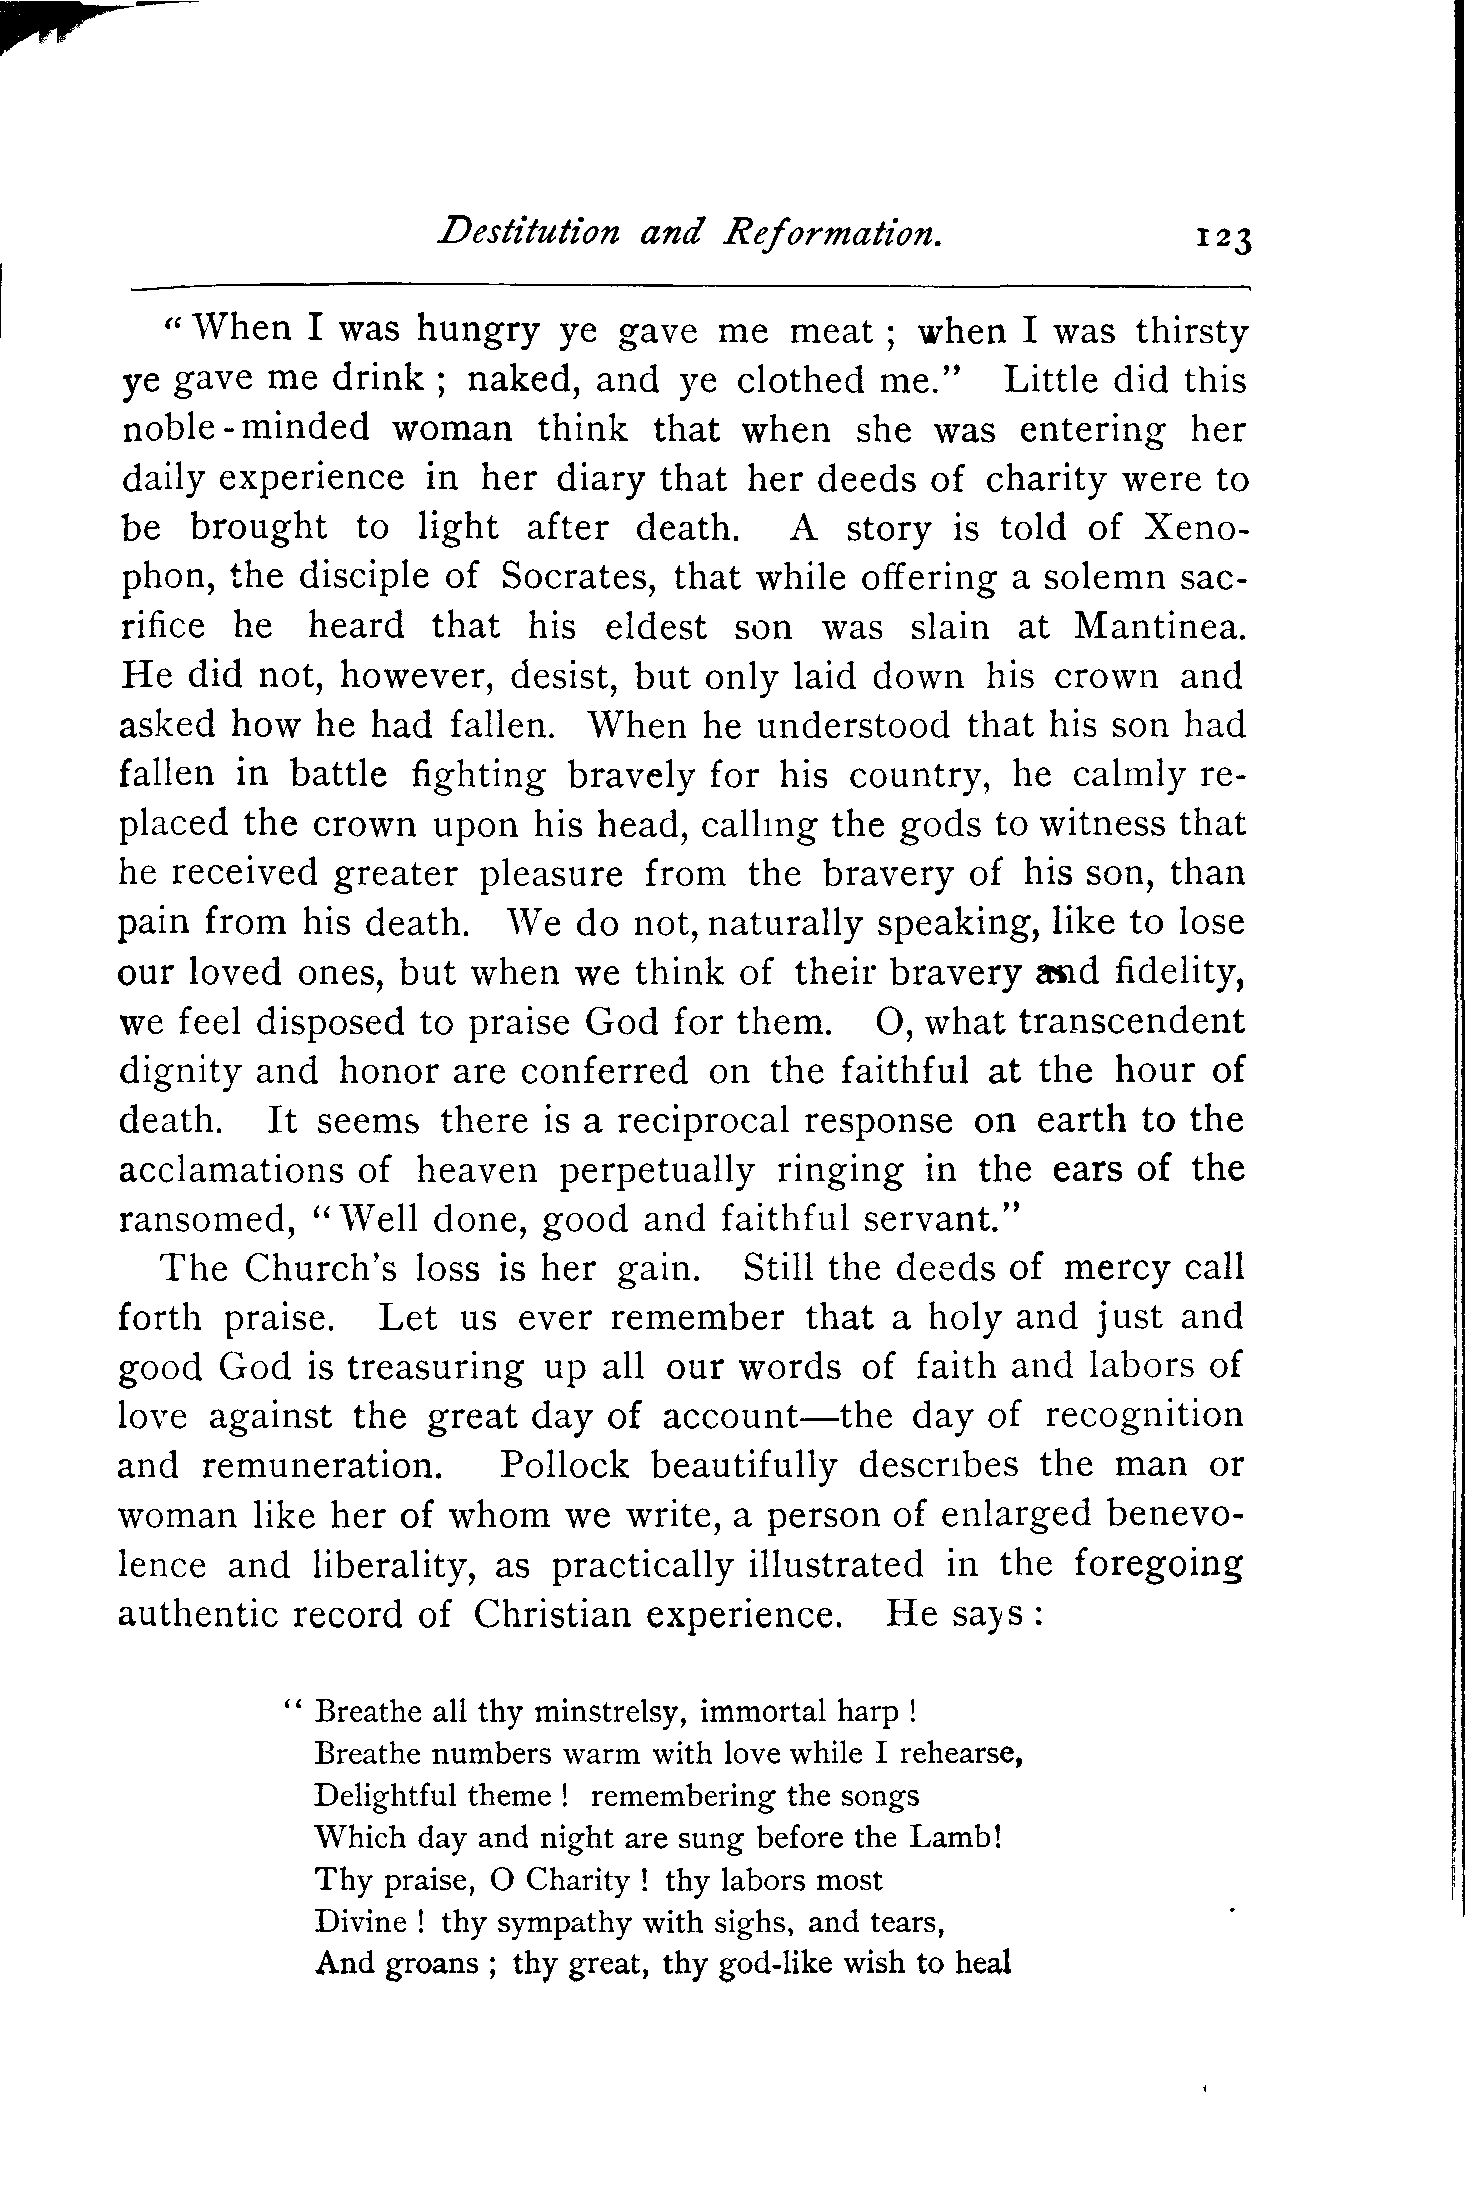 Destitution and Reformation. 123
" When I was hungry ye gave me meat ; when I was thirsty
ye gave me drink ; naked, and ye clothed me." Little did this
noble-minded woman think that when she was entering her
daily experience in her diary that her deeds of charity were to
be brought to light after death. A story is told of Xeno-
phon, the disciple of Socrates, that while offering a solemn sac-
rifice he heard that his eldest son was slain at Mantinea.
He did not, however, desist, but only laid down his crown and
asked how he had fallen. When he understood that his son had
fallen in battle fighting bravely for his country, he calmly re-
placed the crown upon his head, calling the gods to witness that
he received greater pleasure from the bravery of his son, than
pain from his death. We do not, naturally speaking, like to lose
our loved ones, but when we think of their bravery and fidelity,
we feel disposed to praise God for them. O, what transcendent
dignity and honor are conferred on the faithful at the hour of
death. It seems there is a reciprocal response on earth to the
acclamations of heaven perpetually ringing in the ears of the
ransomed, " Well done, good and faithful servant."
The Church's loss is her gain. Still the deeds of mercy call
forth praise. Let us ever remember that a holy and just and
good God is treasuring up all our words of faith and labors of
love against the great day of account—the day of recognition
and remuneration. Pollock beautifully describes the man or
woman like her of whom we write, a person of enlarged benevo-
lence and liberality, as practically illustrated in the foregoing
authentic record of Christian experience. He says :
" Breathe all thy minstrelsy, immortal harp !
Breathe numbers warm with love while I rehearse,
Delightful theme ! remembering the songs
Which day and night are sung before the Lamb!
Thy praise, O Charity ! thy labors most
Divine ! thy sympathy with sighs, and tears,
And groans ; thy great, thy god-like wish to heal